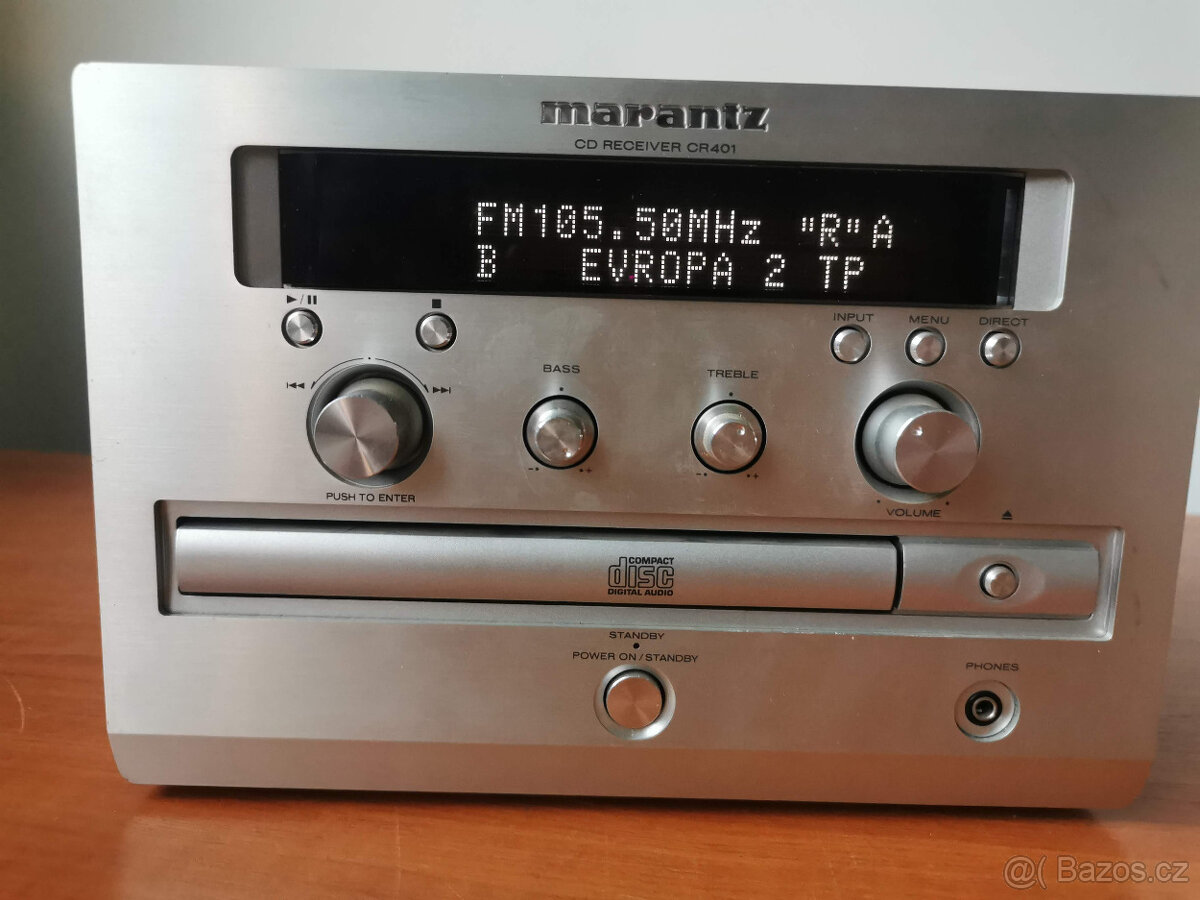 marantz
CD RECEIVER CR401
FM105.50MHz "R"A
B EVROPA 2 TP
INPUT MENU DIRECT
BASS
TREBLE
PUSH TO ENTER
VOLUME
COMPACT
disc
DIGITAL AUDIO
STANDBY
POWER ON/STANDBY
PHONES
@( Bazos.cz